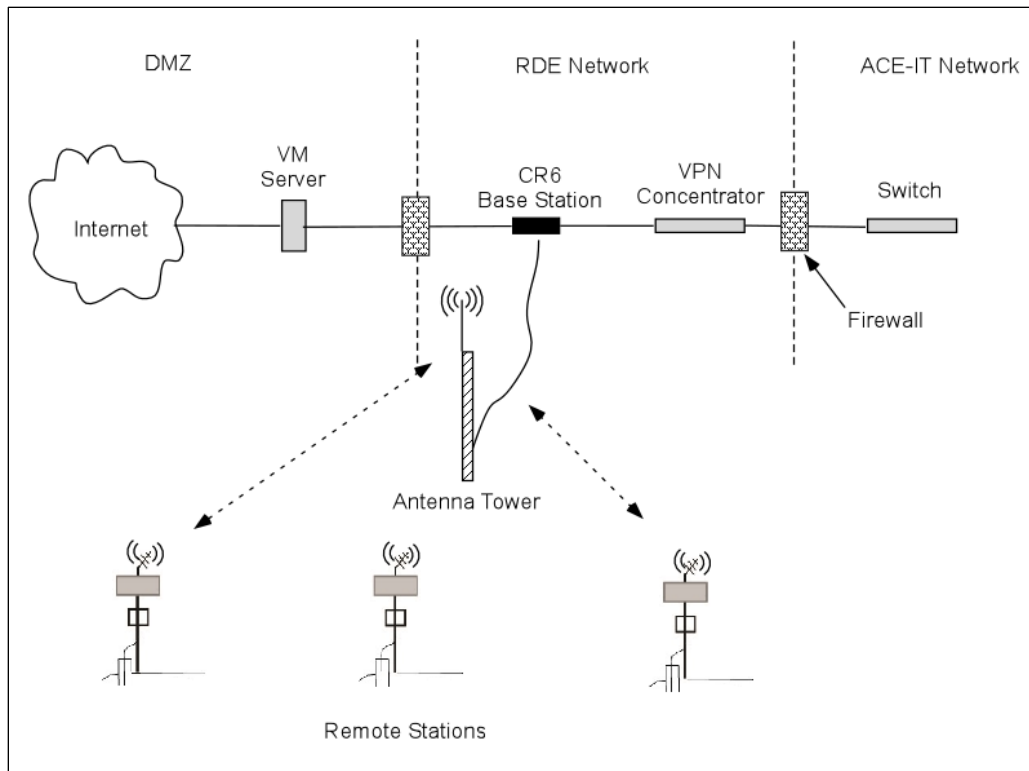 DMZ
RDE Network
ACE-IT Network
Internet
VM
Server
CR6
Base Station
VPN
Concentrator
Switch
Firewall
Antenna Tower
Remote Stations